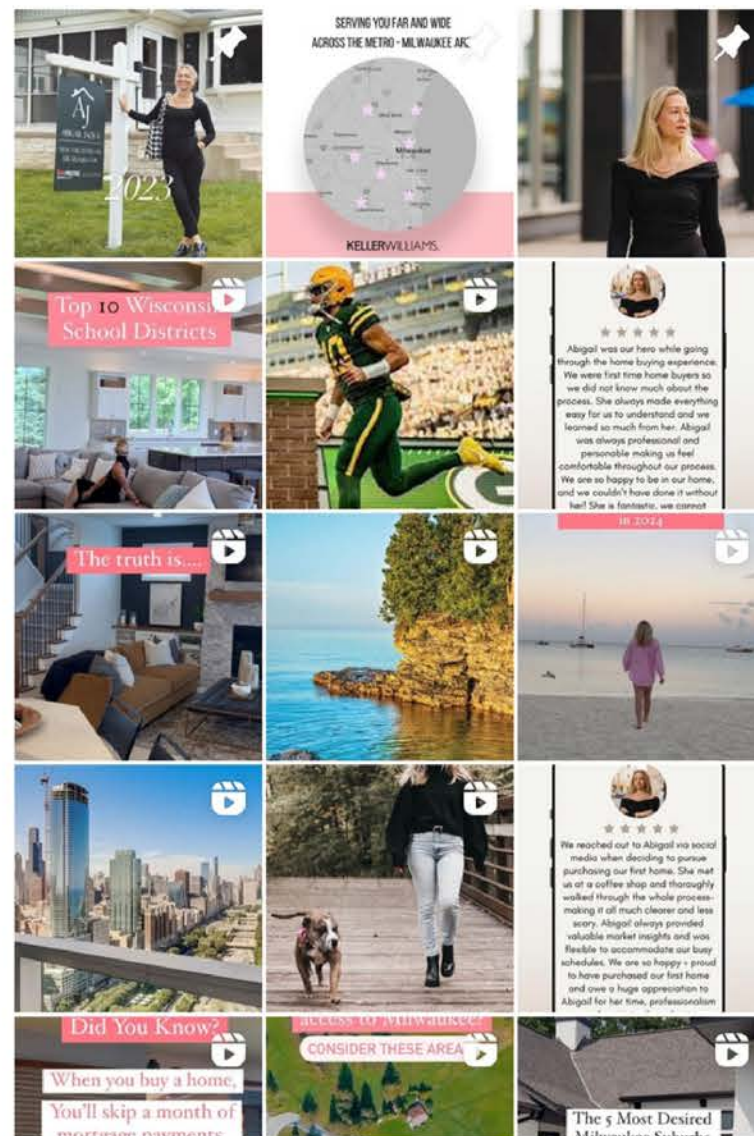 2023
SERVING YOU FAR AND WIDE
ACROSS THE METRO - MILWAUKEE
Milwaukee
KELLERWILLIAMS.
Top 10
School Districts
Abigail was our hero while going
through the home buying experience.
We were first time home buyers so
we did not know much about the
process. She always made everything
easy for us to understand and we
learned so much from her. Abigail
was always professional and
personable making us feel
comfortable throughout our process.
We are so happy to be in our home,
and we couldn't have done it without
her! She is fantastic, we cannot
The truth is....
in 2024
We reached out to Abigail via social
media when deciding to pursue
purchasing our first home. She met
us at a coffee shop and thoroughly
walked through the whole process-
making it all much clearer and less
scary. Abigail always provided
valuable market insights and was
flexible to accommodate our busy
schedules. We are so happy + proud
to have purchased our first home
and owe a huge appreciation to
Abigail for her time, professionalism
Did You Know?
When you buy a home,
You'll skip a month of
mortgage payments
access to Milwaukee?
CONSIDER THESE AREA
The 5 Most Desired
Milwaukee Suburbs